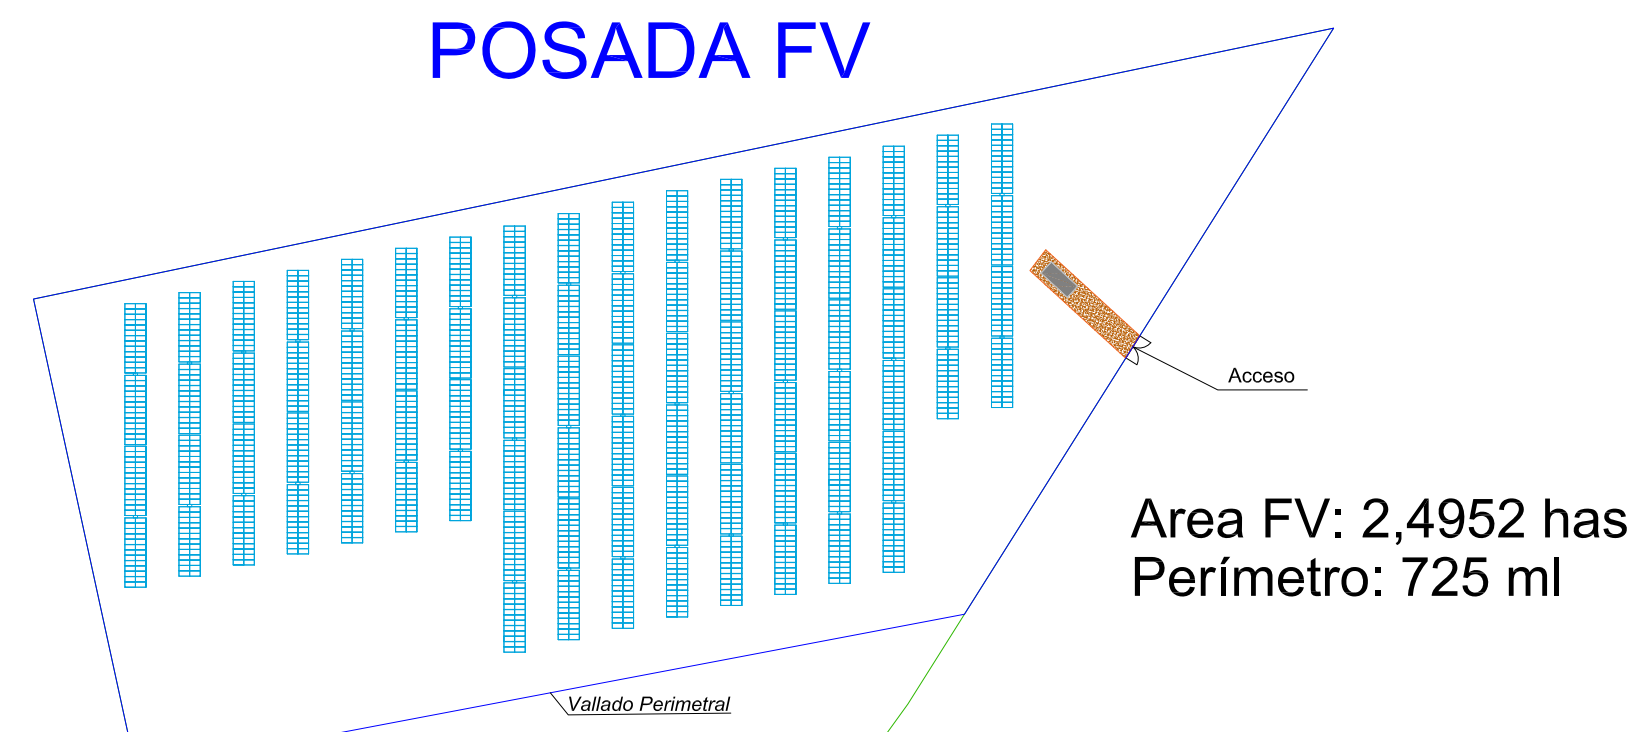 POSADA FV
Acceso
Area FV: 2,4952 has
Perímetro: 725 ml
Vallado Perimetral